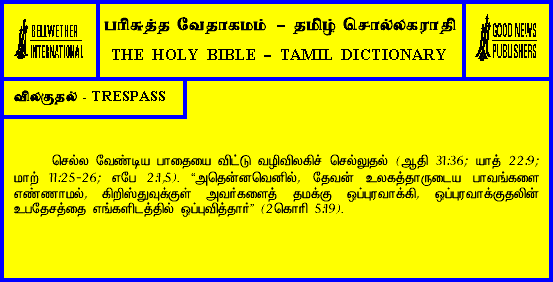 BELLWETHER
INTERNATIONAL
பரிசுத்த வேதாகமம் – தமிழ் சொல்லகராதி
THE HOLY BIBLE – TAMIL DICTIONARY
GOOD NEWS
PUBLISHERS
விலகுதல் - TRESPASS
செல்ல வேண்டிய பாதையை விட்டு வழிவிலகிச் செல்லுதல் (ஆதி 31:36; யாத் 22:9;
மாற் 11:25-26; எபே 2:1,5). “அதென்னவெனில், தேவன் உலகத்தாருடைய பாவங்களை
எண்ணாமல், கிறிஸ்துவுக்குள் அவர்களைத் தமக்கு ஒப்புரவாக்கி, ஒப்புரவாக்குதலின்
உபதேசத்தை எங்களிடத்தில் ஒப்புவித்தார்” (2கொரி 5:19).